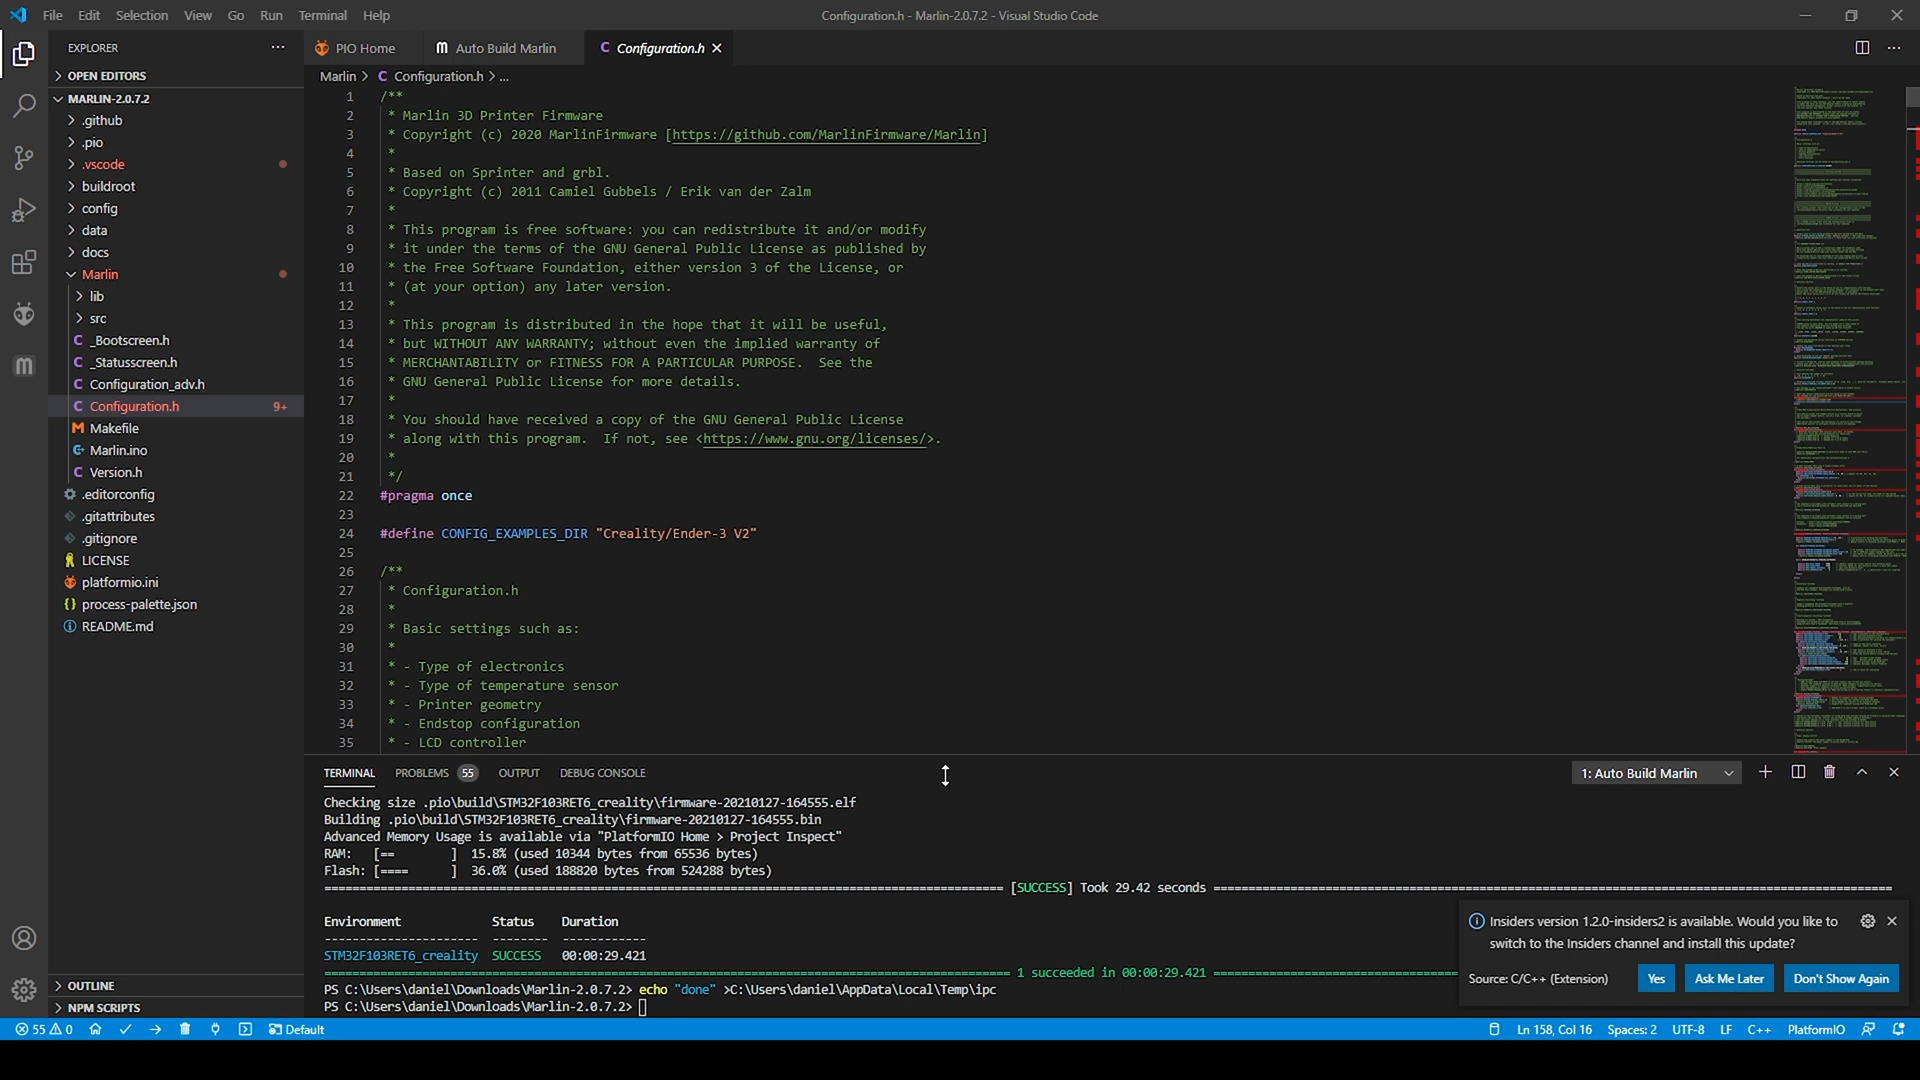 File Edit Selection View Go Run Terminal Help
Configuration.h - Marlin-2.0.7.2 - Visual Studio Code
EXPLORER
OPEN EDITORS
MARLIN-2.0.7.2
.github
.pio
.vscode
buildroot
config
data
docs
Marlin
lib
src
_Bootscreen.h
_Statusscreen.h
Configuration_adv.h
Configuration.h 9+
Makefile
Marlin.ino
Version.h
.editorconfig
.gitattributes
.gitignore
LICENSE
platformio.ini
process-palette.json
README.md
OUTLINE
NPM SCRIPTS
PIO Home Auto Build Marlin C Configuration.h
Marlin > C Configuration.h > ...
1 /**
2 * Marlin 3D Printer Firmware
3 * Copyright (c) 2020 MarlinFirmware [https://github.com/MarlinFirmware/Marlin]
4 *
5 * Based on Sprinter and grbl.
6 * Copyright (c) 2011 Camiel Gubbels / Erik van der Zalm
7 *
8 * This program is free software: you can redistribute it and/or modify
9 * it under the terms of the GNU General Public License as published by
10 * the Free Software Foundation, either version 3 of the License, or
11 * (at your option) any later version.
12 *
13 * This program is distributed in the hope that it will be useful,
14 * but WITHOUT ANY WARRANTY; without even the implied warranty of
15 * MERCHANTABILITY or FITNESS FOR A PARTICULAR PURPOSE.  See the
16 * GNU General Public License for more details.
17 *
18 * You should have received a copy of the GNU General Public License
19 * along with this program.  If not, see <https://www.gnu.org/licenses/>.
20 *
21 */
22 #pragma once
23
24 #define CONFIG_EXAMPLES_DIR "Creality/Ender-3 V2"
25
26 /**
27 * Configuration.h
28 *
29 * Basic settings such as:
30 *
31 * - Type of electronics
32 * - Type of temperature sensor
33 * - Printer geometry
34 * - Endstop configuration
35 * - LCD controller
TERMINAL PROBLEMS 55 OUTPUT DEBUG CONSOLE 1: Auto Build Marlin
Checking size .pio\build\STM32F103RET6_creality\firmware-20210127-164555.elf
Building .pio\build\STM32F103RET6_creality\firmware-20210127-164555.bin
Advanced Memory Usage is available via "PlatformIO Home > Project Inspect"
RAM:   [==        ]  15.8% (used 10344 bytes from 65536 bytes)
Flash: [====      ]  36.0% (used 188820 bytes from 524288 bytes)
[SUCCESS] Took 29.42 seconds
Environment Status Duration
STM32F103RET6_creality SUCCESS 00:00:29.421
1 succeeded in 00:00:29.421
PS C:\Users\daniel\Downloads\Marlin-2.0.7.2> echo "done" >C:\Users\daniel\AppData\Local\Temp\ipc
PS C:\Users\daniel\Downloads\Marlin-2.0.7.2>
Insiders version 1.2.0-insiders2 is available. Would you like to
switch to the Insiders channel and install this update?
Source: C/C++ (Extension) Yes Ask Me Later Don't Show Again
55 0 Default Ln 158, Col 16 Spaces: 2 UTF-8 LF C++ PlatformIO